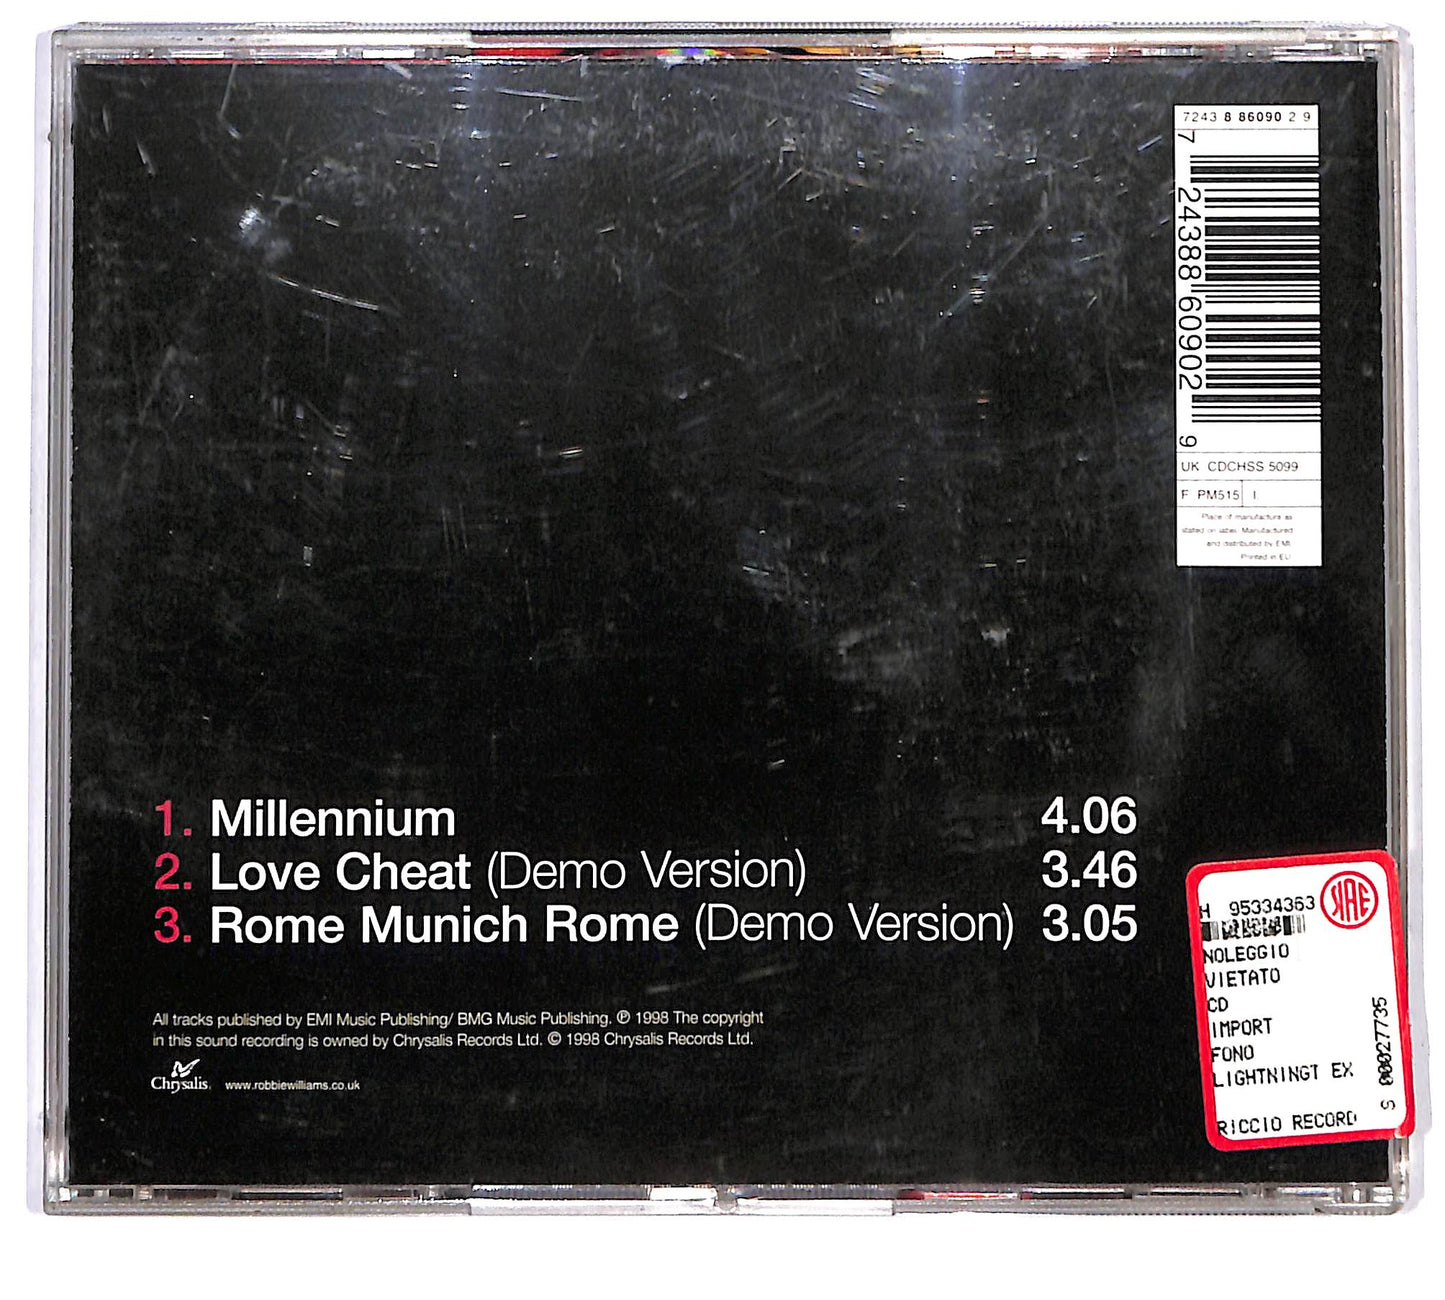 7243 8 86090 2 9
7 24388 60902 9
UK CDCHSS 5099
F PM515 I.
Place of manufacture as
stated on label. Manufactured
and distributed by EMI
Printed in EU
1. Millennium 4.06
2. Love Cheat (Demo Version) 3.46
3. Rome Munich Rome (Demo Version) 3.05
All tracks published by EMI Music Publishing/ BMG Music Publishing. ℗ 1998 The copyright
in this sound recording is owned by Chrysalis Records Ltd. © 1998 Chrysalis Records Ltd.
Chrysalis. www.robbiewilliams.co.uk
SIAE
H 95334363
NOLEGGIO
VIETATO
CD
IMPORT
FONO
LIGHTNINGT EX
RICCIO RECORD
S 00027735